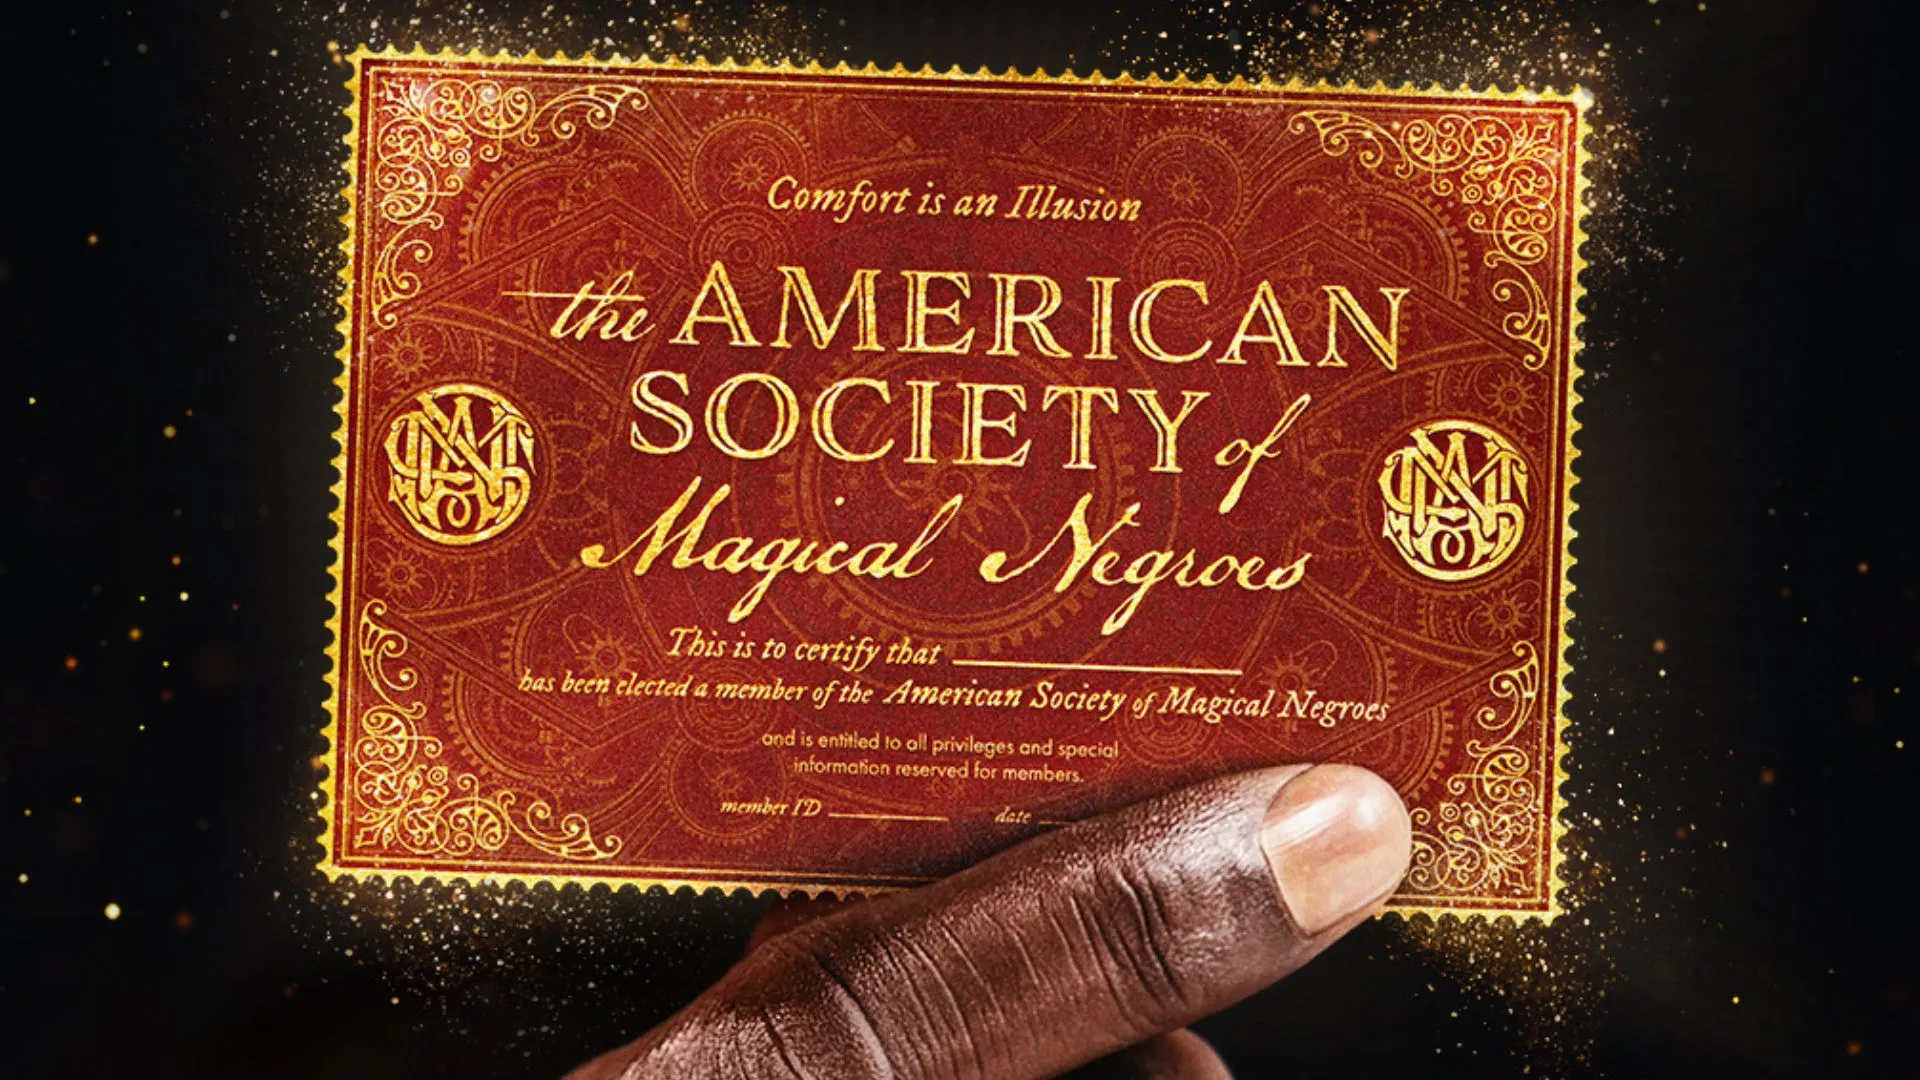 Comfort is an Illusion
the AMERICAN
SOCIETY of
Magical Negroes
This is to certify that
has been elected a member of the American Society of Magical Negroes
and is entitled to all privileges and special
information reserved for members.
member ID
date